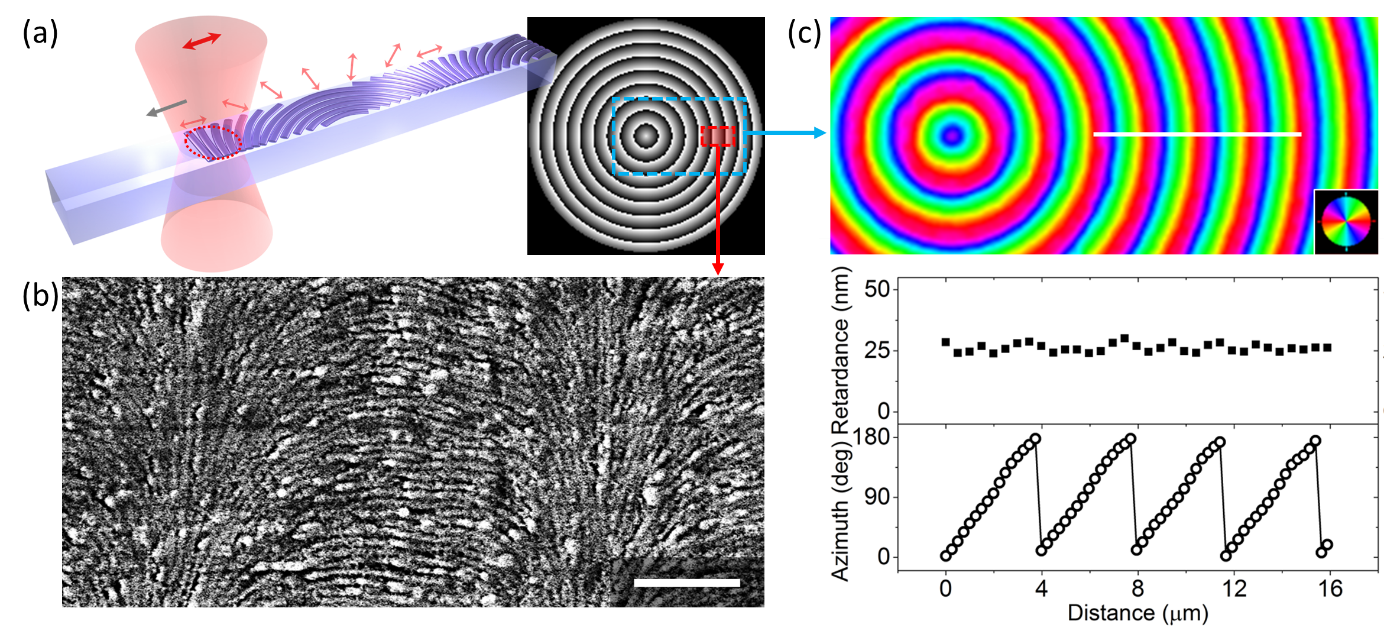 (a)
(c)
(b)
Azimuth (deg) Retardance (nm)
50
25
0
180
90
0
0
4
8
12
16
Distance (μm)